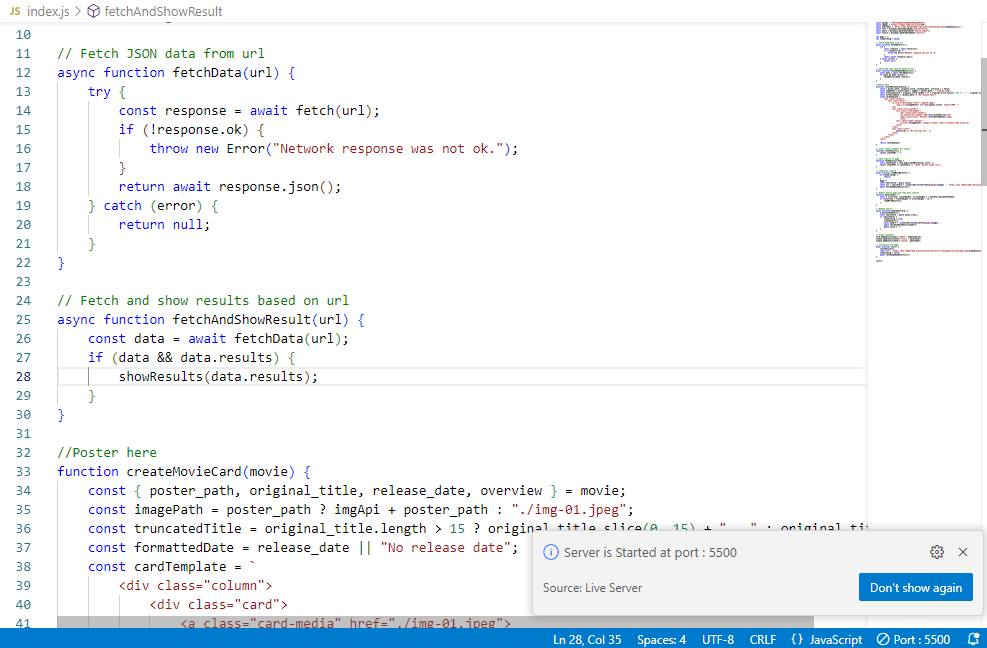 JS index.js > fetchAndShowResult
10
11 // Fetch JSON data from url
12 async function fetchData(url) {
13 try {
14 const response = await fetch(url);
15 if (!response.ok) {
16 throw new Error("Network response was not ok.");
17 }
18 return await response.json();
19 } catch (error) {
20 return null;
21 }
22 }
23
24 // Fetch and show results based on url
25 async function fetchAndShowResult(url) {
26 const data = await fetchData(url);
27 if (data && data.results) {
28 showResults(data.results);
29 }
30 }
31
32 //Poster here
33 function createMovieCard(movie) {
34 const { poster_path, original_title, release_date, overview } = movie;
35 const imagePath = poster_path ? imgApi + poster_path : "./img-01.jpeg";
36 const truncatedTitle = original_title.length > 15 ?
37 const formattedDate = release_date || "No release date";
38 const cardTemplate = `
39 <div class="column">
40 <div class="card">
41 <a class="card-media" href="./img-01.jpeg">
Server is Started at port : 5500
Source: Live Server
Don't show again
Ln 28, Col 35 Spaces: 4 UTF-8 CRLF {} JavaScript Port : 5500